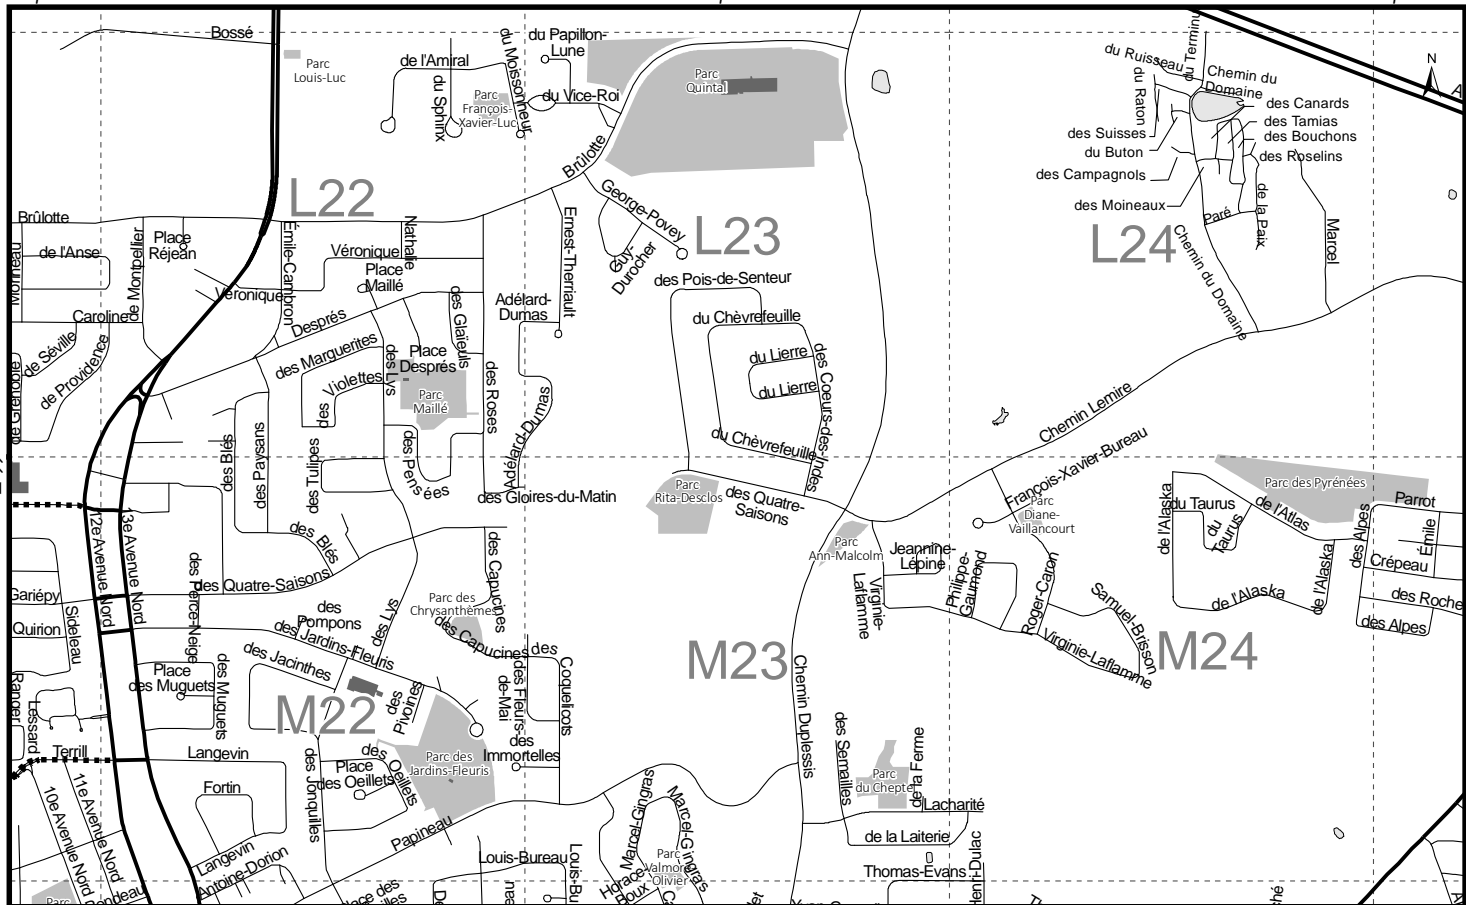 Bossé
Parc
Louis-Luc
de l'Amiral
du Sphinx
du Moissonneur
du Papillon-
Lune
Parc
François-
Xavier-Luc
du Vice-Roi
Parc
Quintal
Brûlotte
du Ruisseau
du Raton
Chemin du
Domaine
N
des Canards
des Tamias
des Bouchons
des Roselins
des Suisses
du Buton
des Campagnols
des Moineaux
Paré
de la Paix
Marcel
L22
L23
L24
Chemin du Domaine
Brûlotte
de l'Anse
de Montpellier
Place
Réjean
Émile-Cambron
Véronique
Véronique
Nathalie
Place
Maillé
George-Povey
Guy-
Durocher
Ernest-Therriault
Adélard-
Dumas
Adélard-Dumas
Caroline
de Séville
de Providence
de Grenoble
Després
des Marguerites
des Violettes
des Lys
Place
Després
Parc
Maillé
des Glaïeuls
des Roses
des Pois-de-Senteur
du Chèvrefeuille
du Lierre
du Lierre
du Chèvrefeuille
des Coeurs-des-Indes
Chemin Lemire
des Blés
des Paysans
des Tulipes
des Pensées
des Gloires-du-Matin
Parc
Rita-Desclos
des Quatre-
Saisons
François-Xavier-Bureau
Parc
Diane-
Vaillancourt
Parc
Ann-Malcolm
Jeannine-
Lépine
Virginie-
Laflamme
Philippe-
Gaumond
Roger-Caron
Samuel-Brisson
Virginie-Laflamme
de l'Alaska
du Taurus
du
Taurus
de l'Atlas
Parc des Pyrénées
Parrot
Émile
des Alpes
Crépeau
de l'Alaska
de l'Alaska
des Roche
des Alpes
12e Avenue Nord
13e Avenue Nord
des Blés
des Quatre-Saisons
des Perce-Neige
Gariépy
Quirion
Sideleau
des
Pompons
des Jardins-Fleuris
des Lys
des Jacinthes
Parc des
Chrysanthèmes
des Capucines
des Capucines
des
Coquelicots
des Fleurs-
de-Mai
des
Immortelles
Place
des Muguets
des Muguets
des
Pivoines
M22
M23
M24
Ranger
Lessard
Terrill
Langevin
Fortin
Langevin
Antoine-Dorion
10e Avenue Nord
11e Avenue Nord
des Jonquilles
Place
des Oeillets
des Oeillets
Parc des
Jardins-Fleuris
Papineau
Chemin Duplessis
des Semailles
Parc
du Cheptel
de la Ferme
Lacharité
de la Laiterie
Thomas-Evans
Marcel-Gingras
Marcel-Gingras
Parc
Valmore-
Olivier
Horace-
Roux
Louis-Bureau
Louis-Bu
Parc